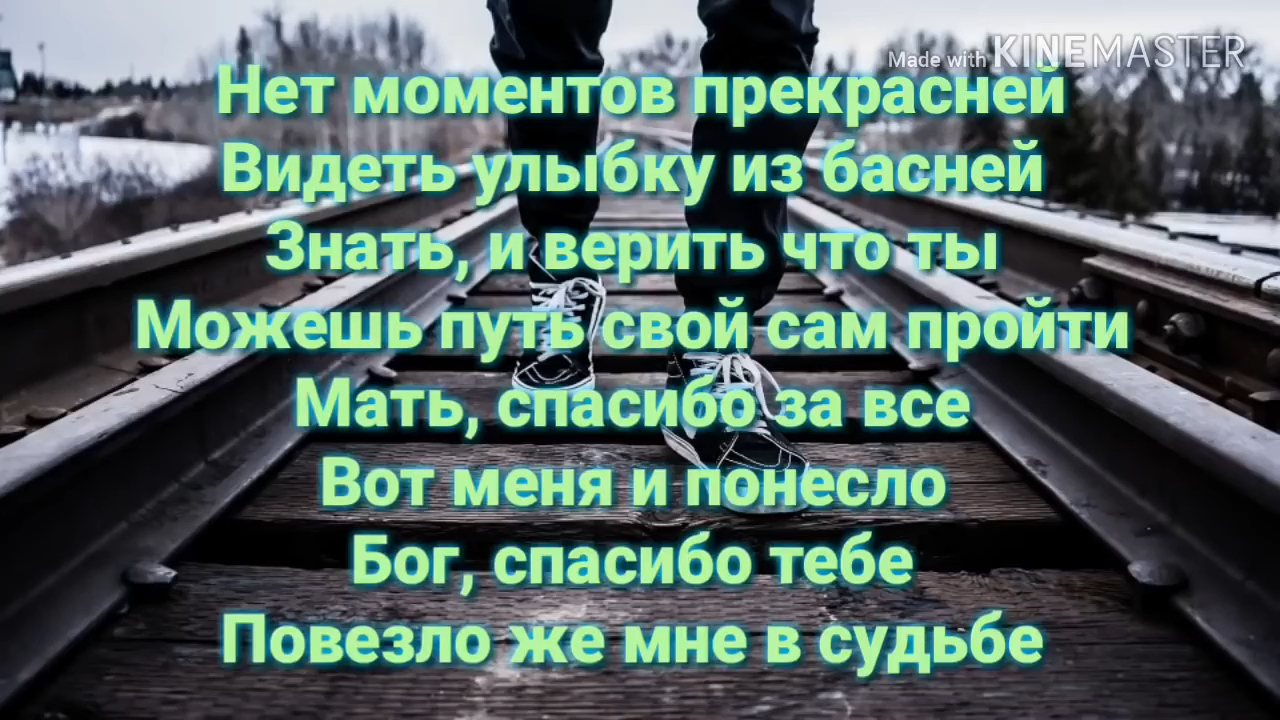 Made with KINEMASTER
Нет моментов прекрасней
Видеть улыбку из басней
Знать, и верить что ты
Можешь путь свой сам пройти
Мать, спасибо за все
Вот меня и понесло
Бог, спасибо тебе
Повезло же мне в судьбе